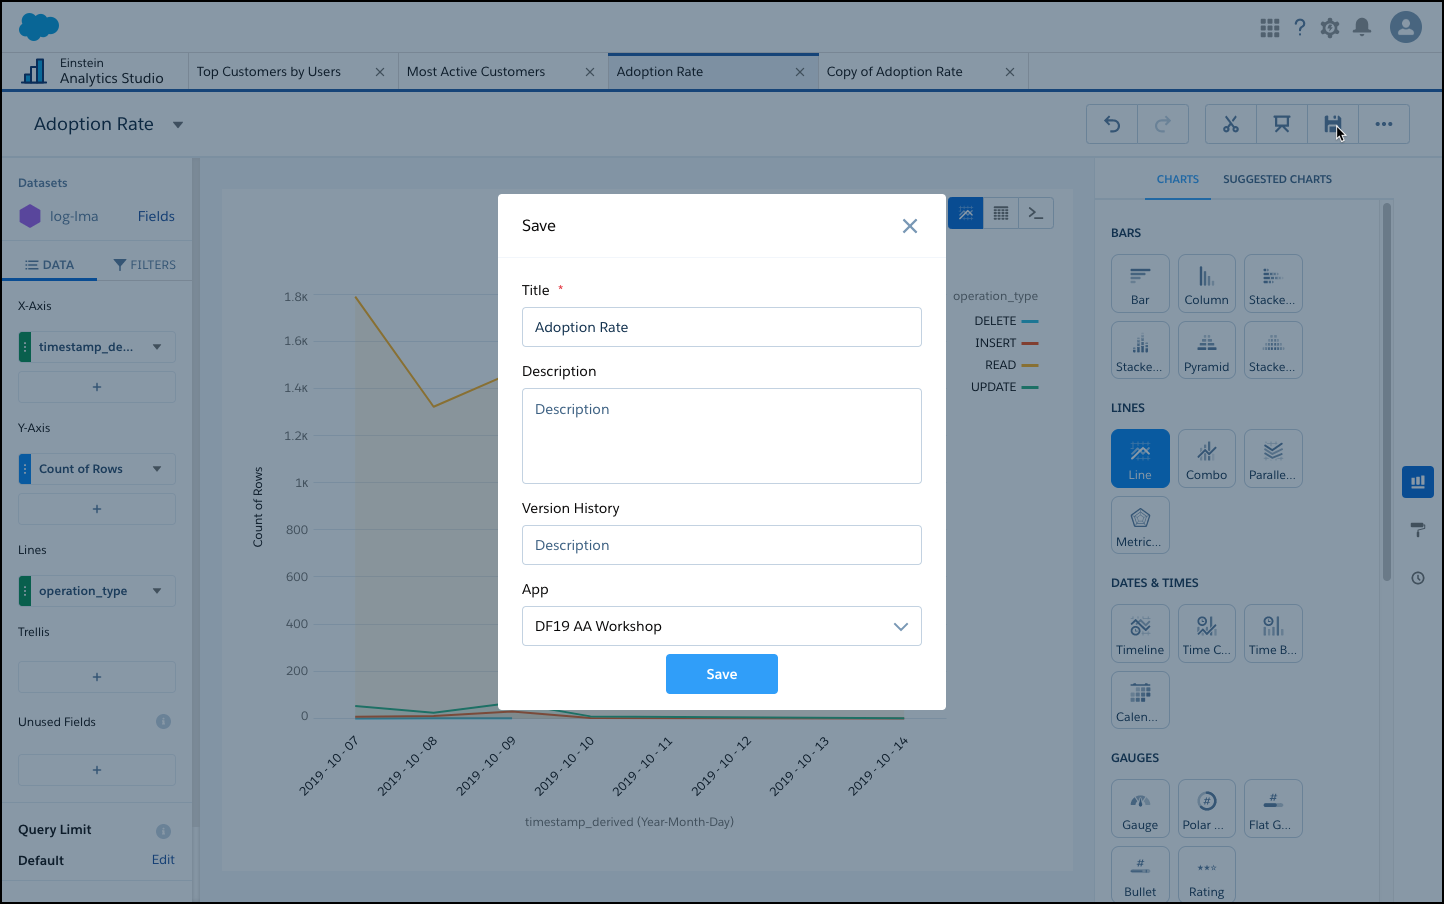 Einstein
Analytics Studio
Top Customers by Users
Most Active Customers
Adoption Rate
Copy of Adoption Rate
Adoption Rate
Datasets
log-lma
Fields
DATA
FILTERS
X-Axis
timestamp_de...
+
Y-Axis
Count of Rows
+
Lines
operation_type
Trellis
+
Unused Fields
+
Query Limit
Default
Edit
Count of Rows
1.8K
1.6K
1.4K
1.2K
1K
800
600
400
200
0
2019 - 10 - 07
2019 - 10 - 08
2019 - 10 - 09
2019 - 10 - 10
2019 - 10 - 11
2019 - 10 - 12
2019 - 10 - 13
2019 - 10 - 14
timestamp_derived (Year-Month-Day)
operation_type
DELETE
INSERT
READ
UPDATE
Save
Title *
Adoption Rate
Description
Description
Version History
Description
App
DF19 AA Workshop
Save
CHARTS
SUGGESTED CHARTS
BARS
Bar
Column
Stacke...
Stacke...
Pyramid
Stacke...
LINES
Line
Combo
Paralle...
Metric...
DATES & TIMES
Timeline
Time C...
Time B...
Calen...
GAUGES
Gauge
Polar ...
Flat G...
Bullet
Rating